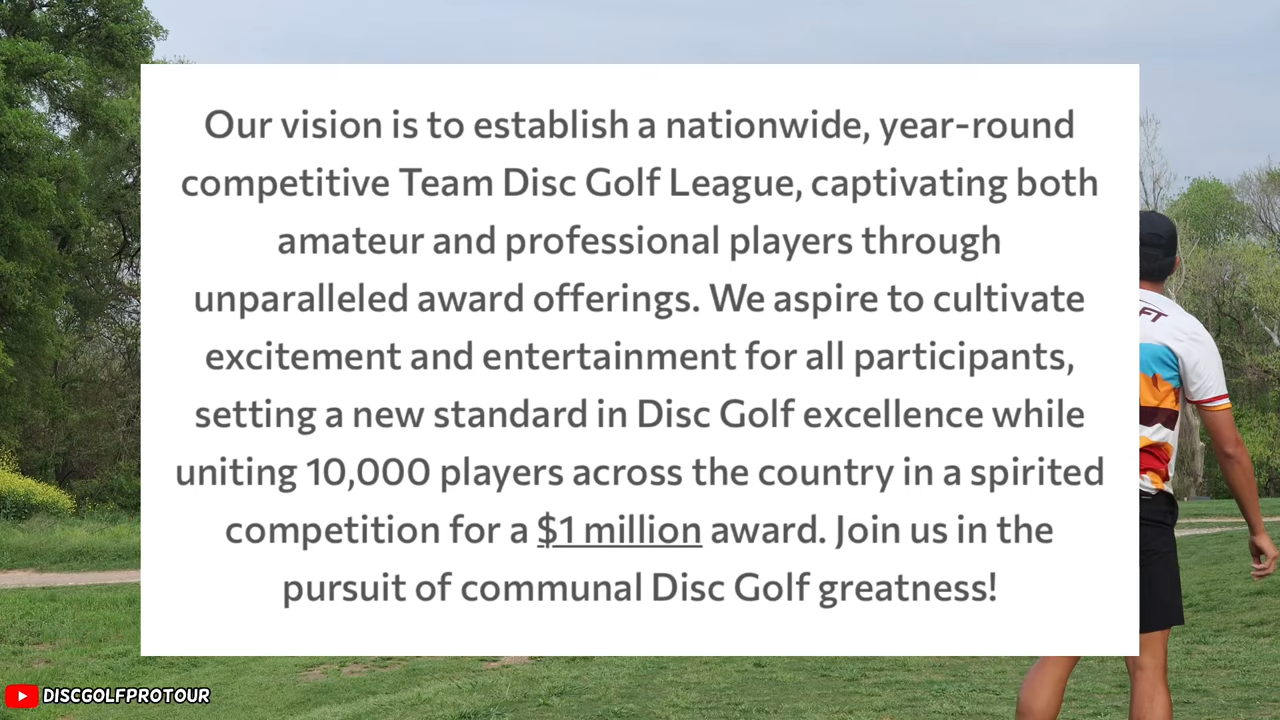 Our vision is to establish a nationwide, year-round
competitive Team Disc Golf League, captivating both
amateur and professional players through
unparalleled award offerings. We aspire to cultivate
excitement and entertainment for all participants,
setting a new standard in Disc Golf excellence while
uniting 10,000 players across the country in a spirited
competition for a $1 million award. Join us in the
pursuit of communal Disc Golf greatness!
FT
DISCGOLFPROTOUR